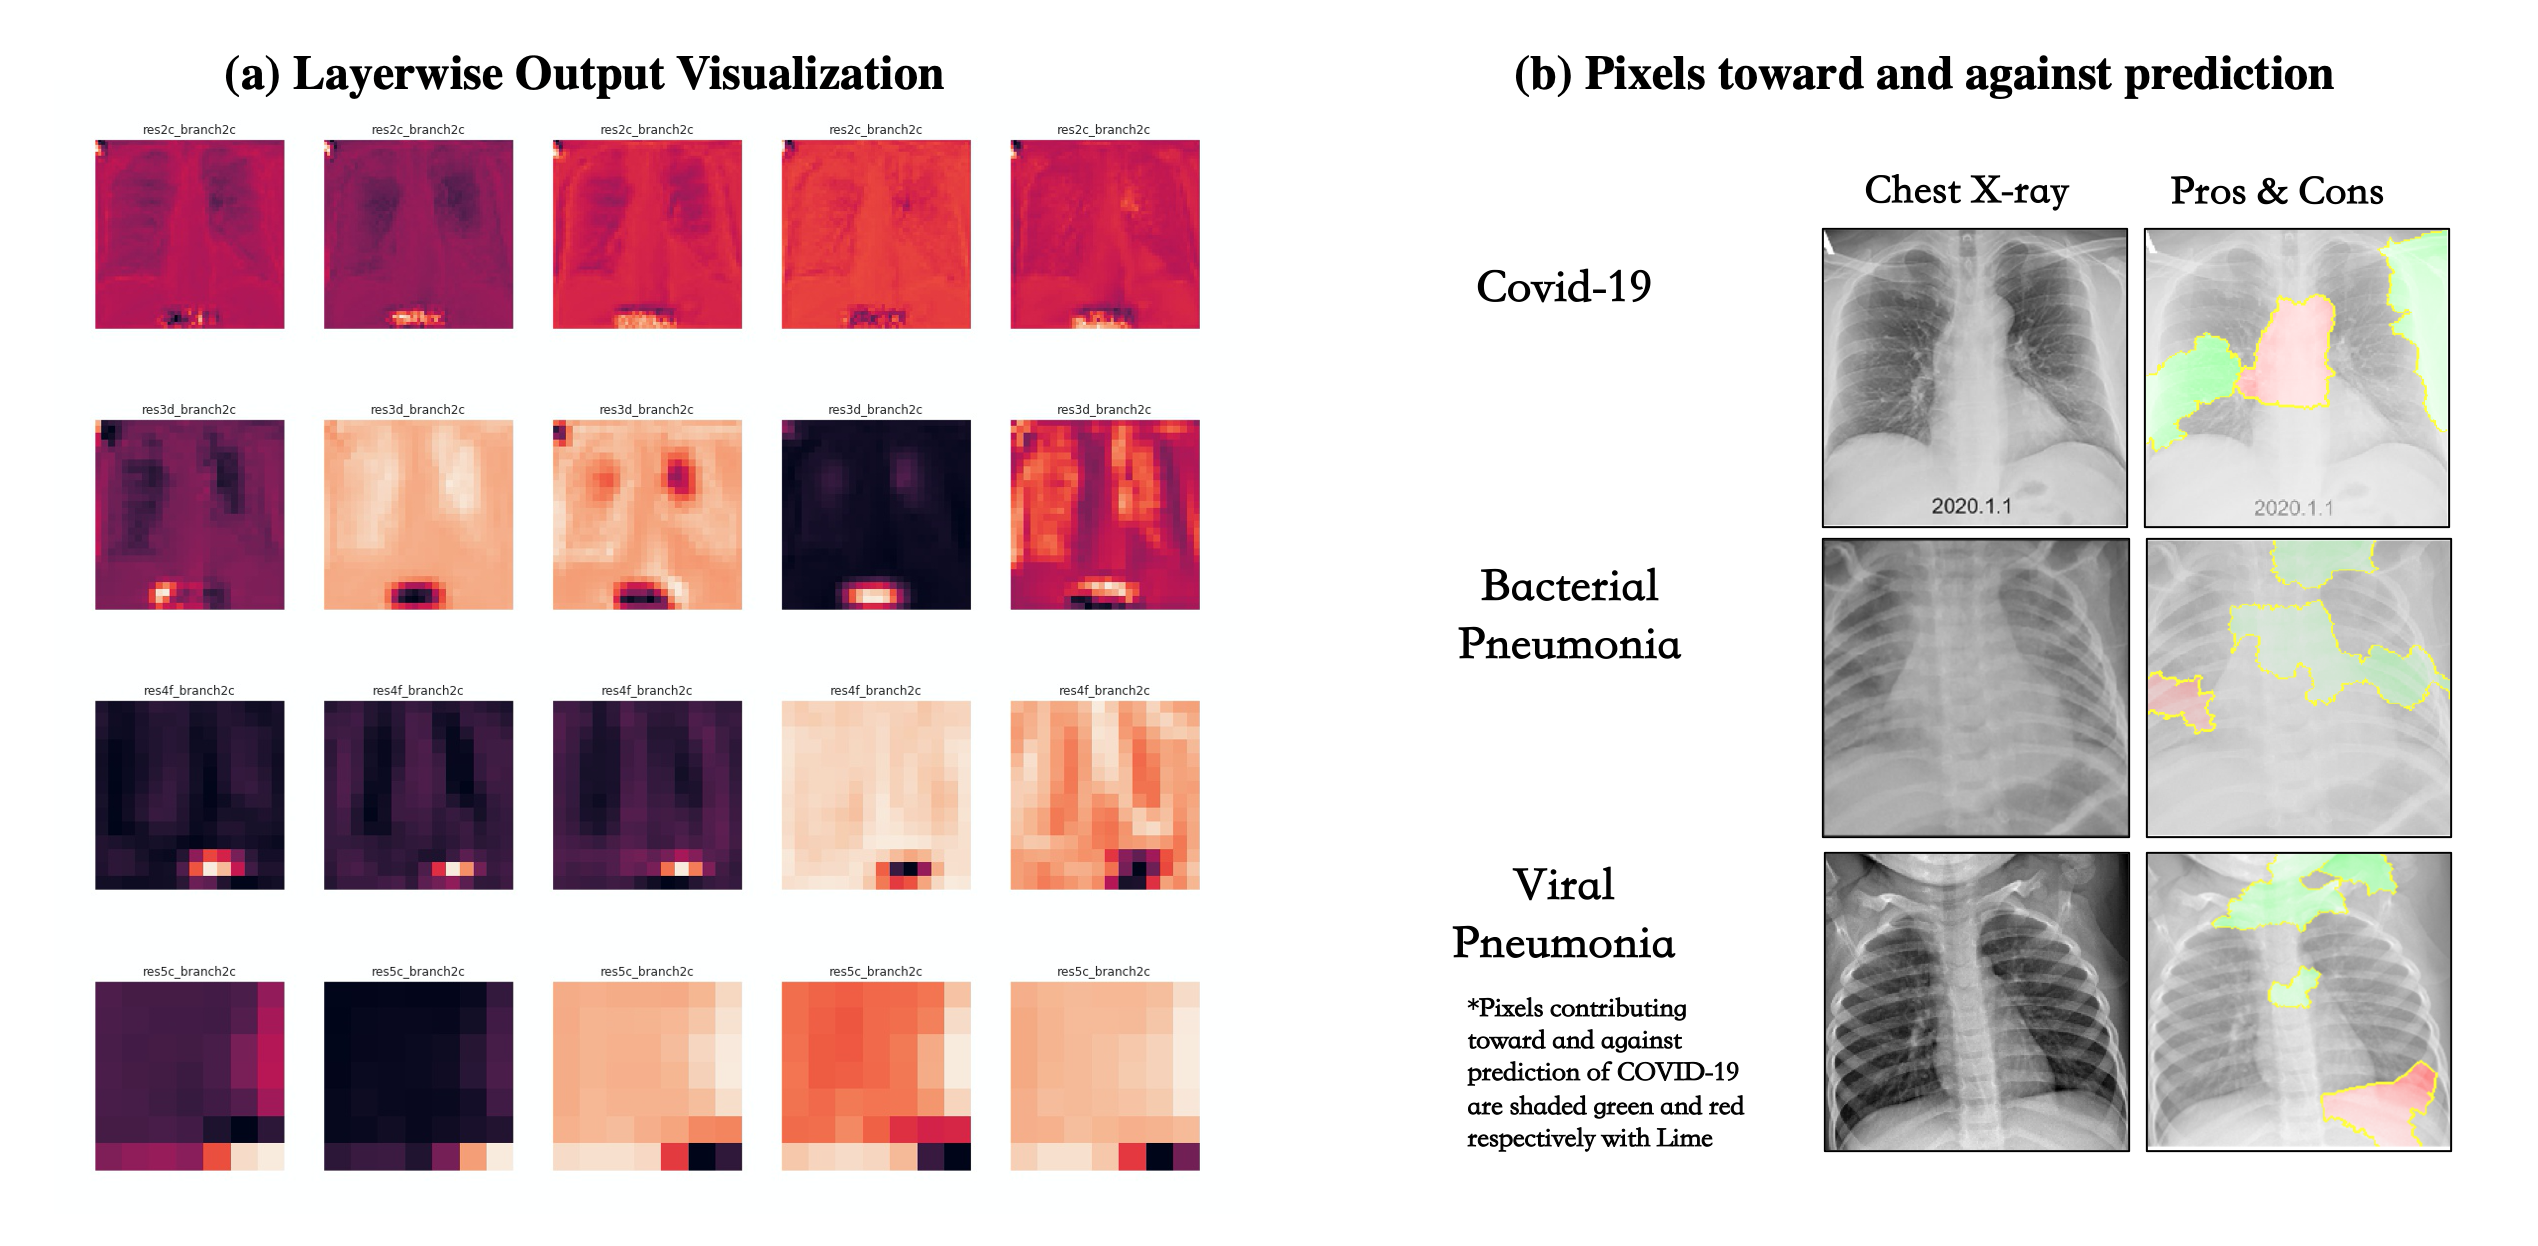 (a) Layerwise Output Visualization
res2c_branch2c res2c_branch2c res2c_branch2c res2c_branch2c res2c_branch2c
res3d_branch2c res3d_branch2c res3d_branch2c res3d_branch2c res3d_branch2c
res4f_branch2c res4f_branch2c res4f_branch2c res4f_branch2c res4f_branch2c
res5c_branch2c res5c_branch2c res5c_branch2c res5c_branch2c res5c_branch2c
(b) Pixels toward and against prediction
Chest X-ray Pros & Cons
Covid-19
2020.1.1 2020.1.1
Bacterial
Pneumonia
Viral
Pneumonia
*Pixels contributing
toward and against
prediction of COVID-19
are shaded green and red
respectively with Lime